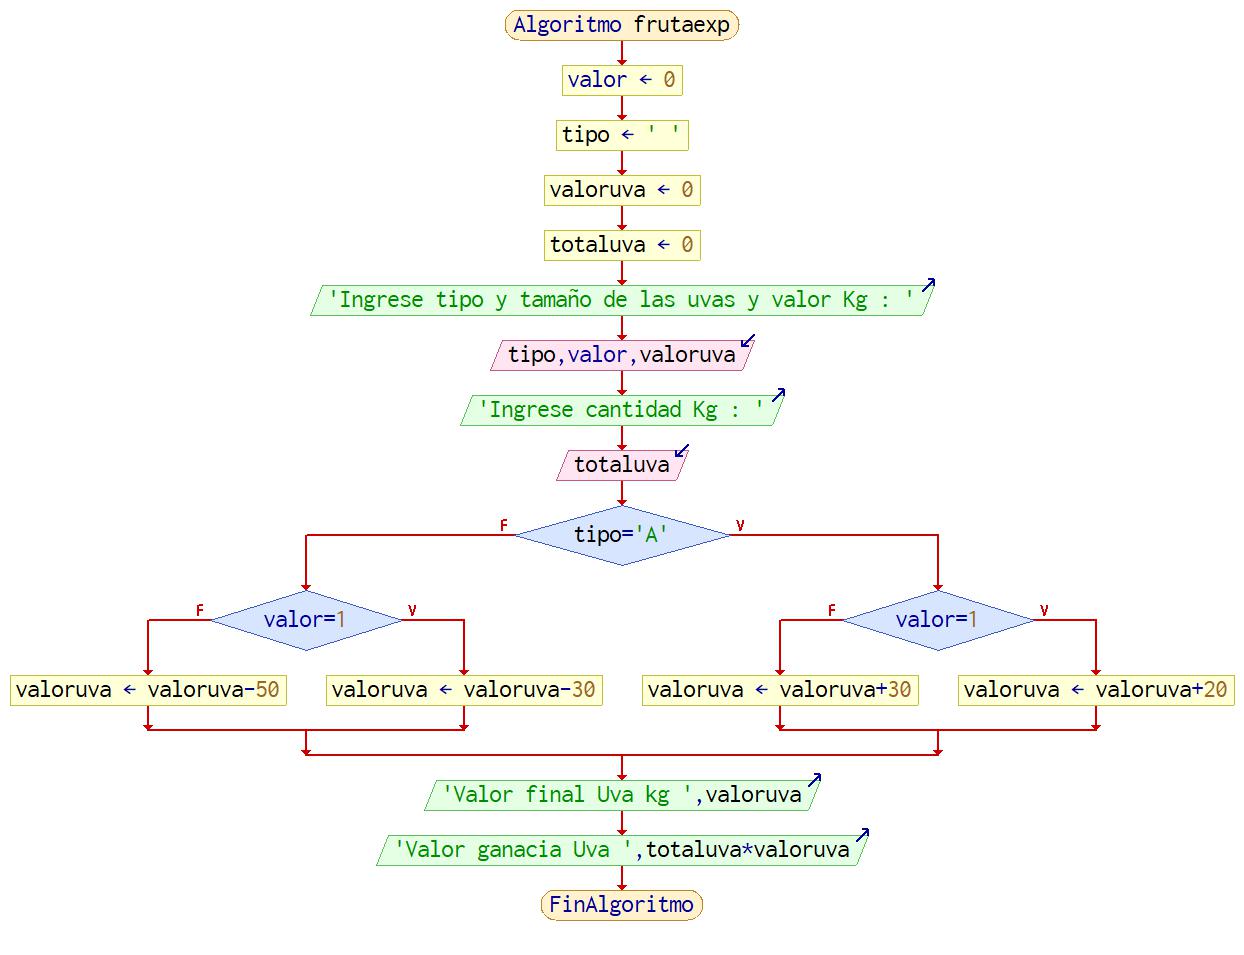 Algoritmo frutaexp
valor ← 0
tipo ← ' '
valoruva ← 0
totaluva ← 0
'Ingrese tipo y tamaño de las uvas y valor Kg : '
tipo,valor,valoruva
'Ingrese cantidad Kg : '
totaluva
F tipo='A' V
F valor=1 V F valor=1 V
valoruva ← valoruva-50 valoruva ← valoruva-30 valoruva ← valoruva+30 valoruva ← valoruva+20
'Valor final Uva kg ',valoruva
'Valor ganacia Uva ',totaluva*valoruva
FinAlgoritmo